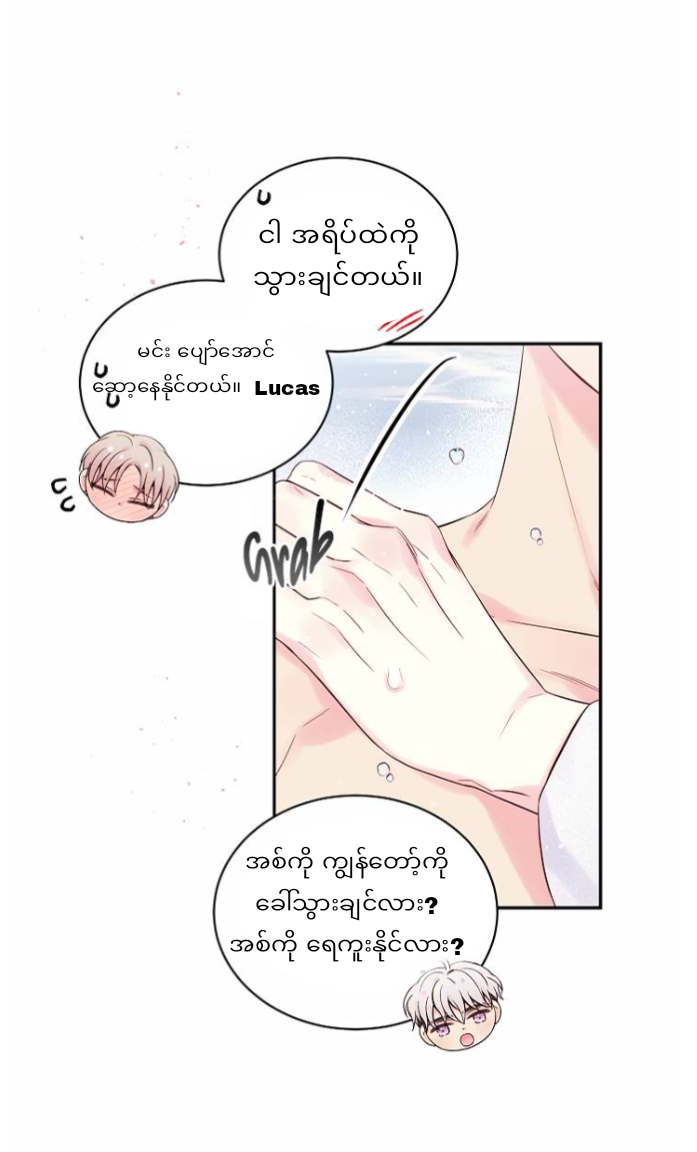 ငါ အရိပ်ထဲကို
သွားချင်တယ်။
မင်း ပျော်အောင်
ဆော့နေနိုင်တယ်။ Lucas
Grab
အစ်ကို ကျွန်တော့်ကို
ခေါ်သွားချင်လား?
အစ်ကို ရေကူးနိုင်လား?